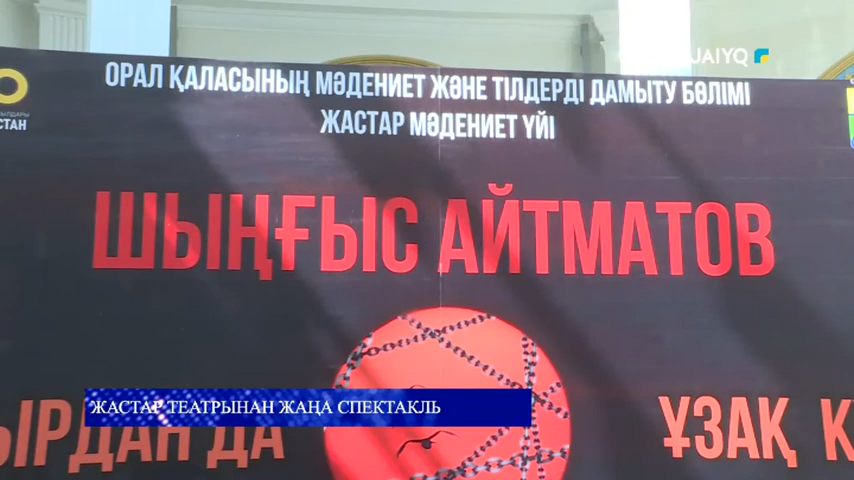 UAIYQ
ОРАЛ ҚАЛАСЫНЫҢ МӘДЕНИЕТ ЖӘНЕ ТІЛДЕРДІ ДАМЫТУ БӨЛІМІ
ЖАСТАР МӘДЕНИЕТ ҮЙІ
ШЫҢҒЫС АЙТМАТОВ
ЖАСТАР ТЕАТРЫНАН ЖАҢА СПЕКТАКЛЬ
ЫРДАН ДА ҰЗАҚ К